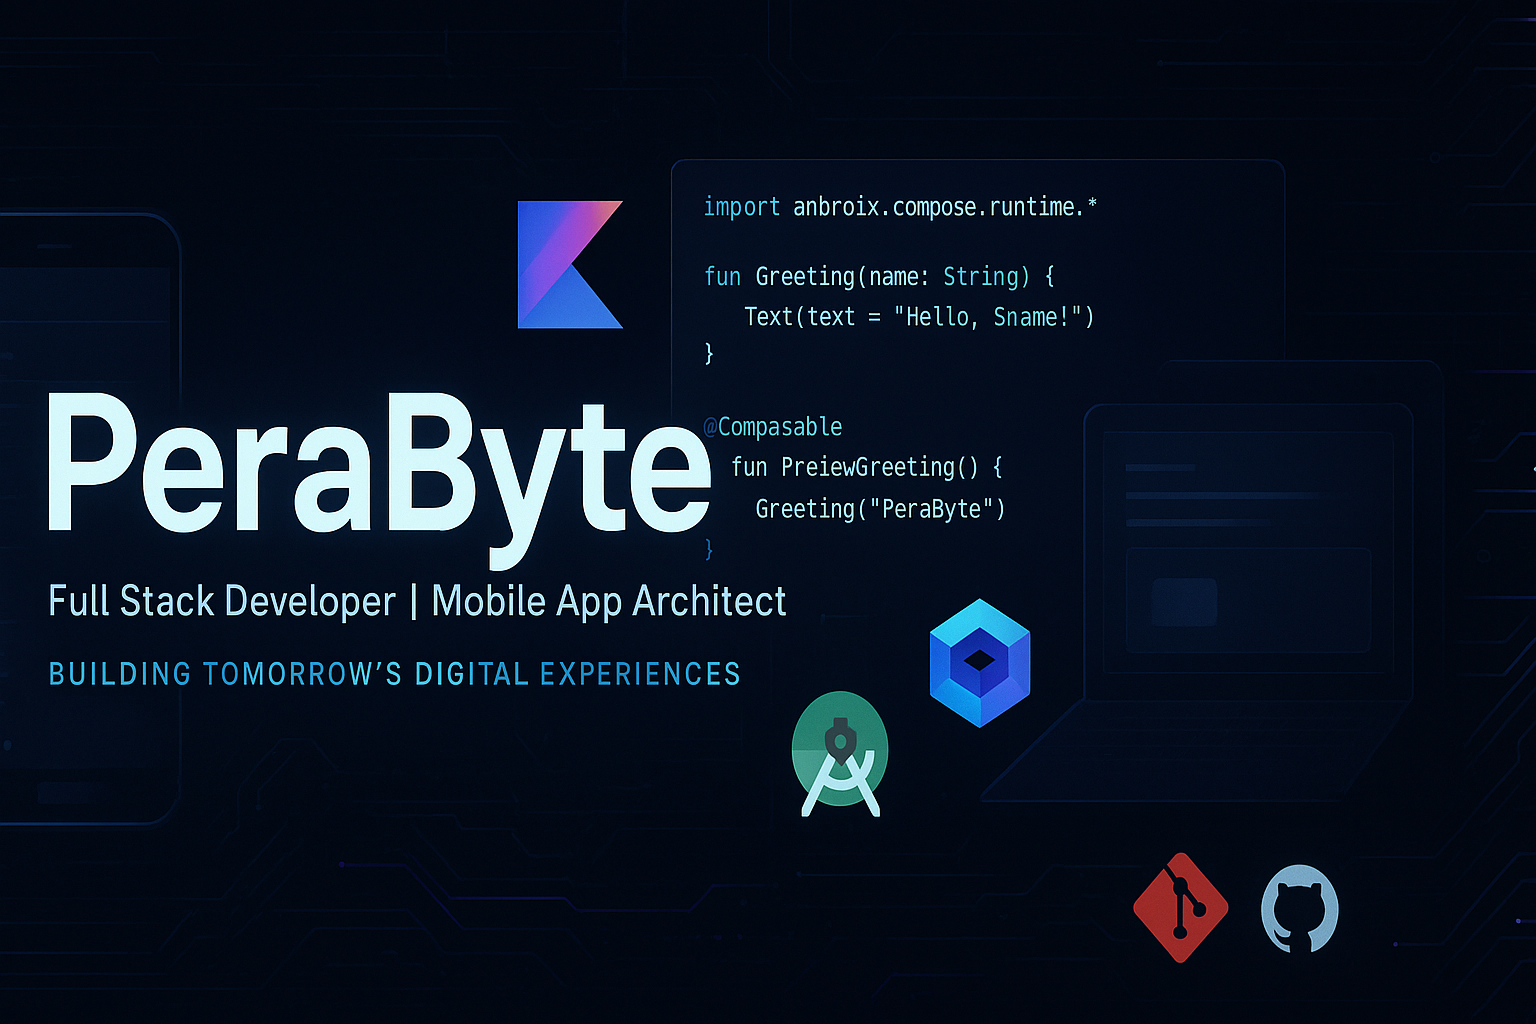 import anbroix.compose.runtime.*
fun Greeting(name: String) {
Text(text = "Hello, Sname!")
}
@Compasable
fun PreiewGreeting() {
Greeting("PeraByte")
}
PeraByte
Full Stack Developer | Mobile App Architect
BUILDING TOMORROW’S DIGITAL EXPERIENCES